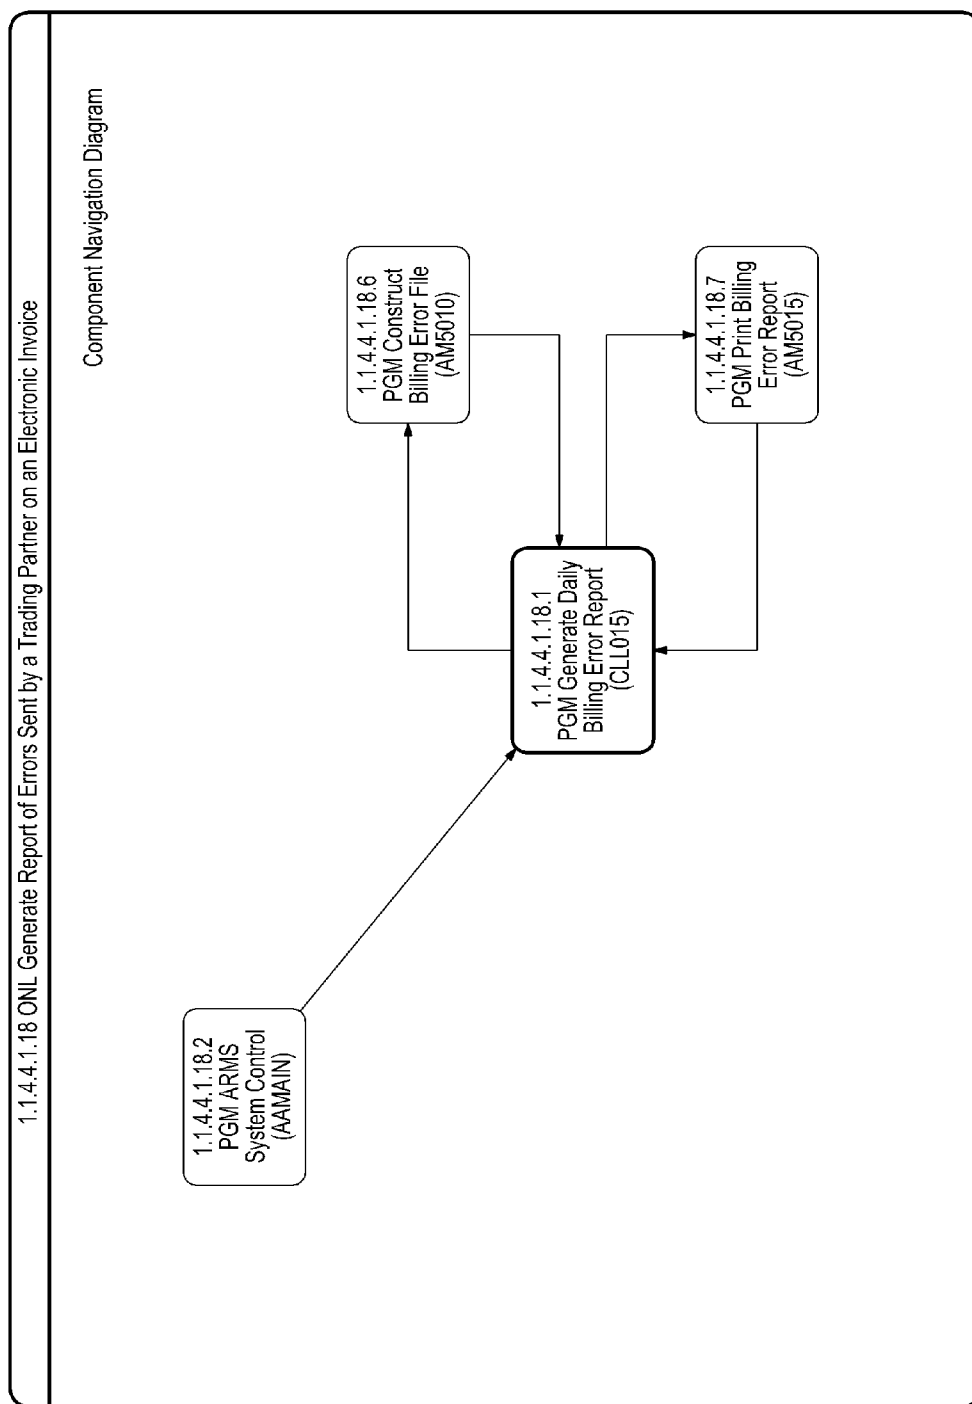 1.1.4.4.1.18 ONL Generate Report of Errors Sent by a Trading Partner on an Electronic Invoice
Component Navigation Diagram
1.1.4.4.1.18.2
PGM ARMS
System Control
(AAMAIN)
1.1.4.4.1.18.6
PGM Construct
Billing Error File
(AM5010)
1.1.4.4.1.18.1
PGM Generate Daily
Billing Error Report
(CLL015)
1.1.4.4.1.18.7
PGM Print Billing
Error Report
(AM5015)